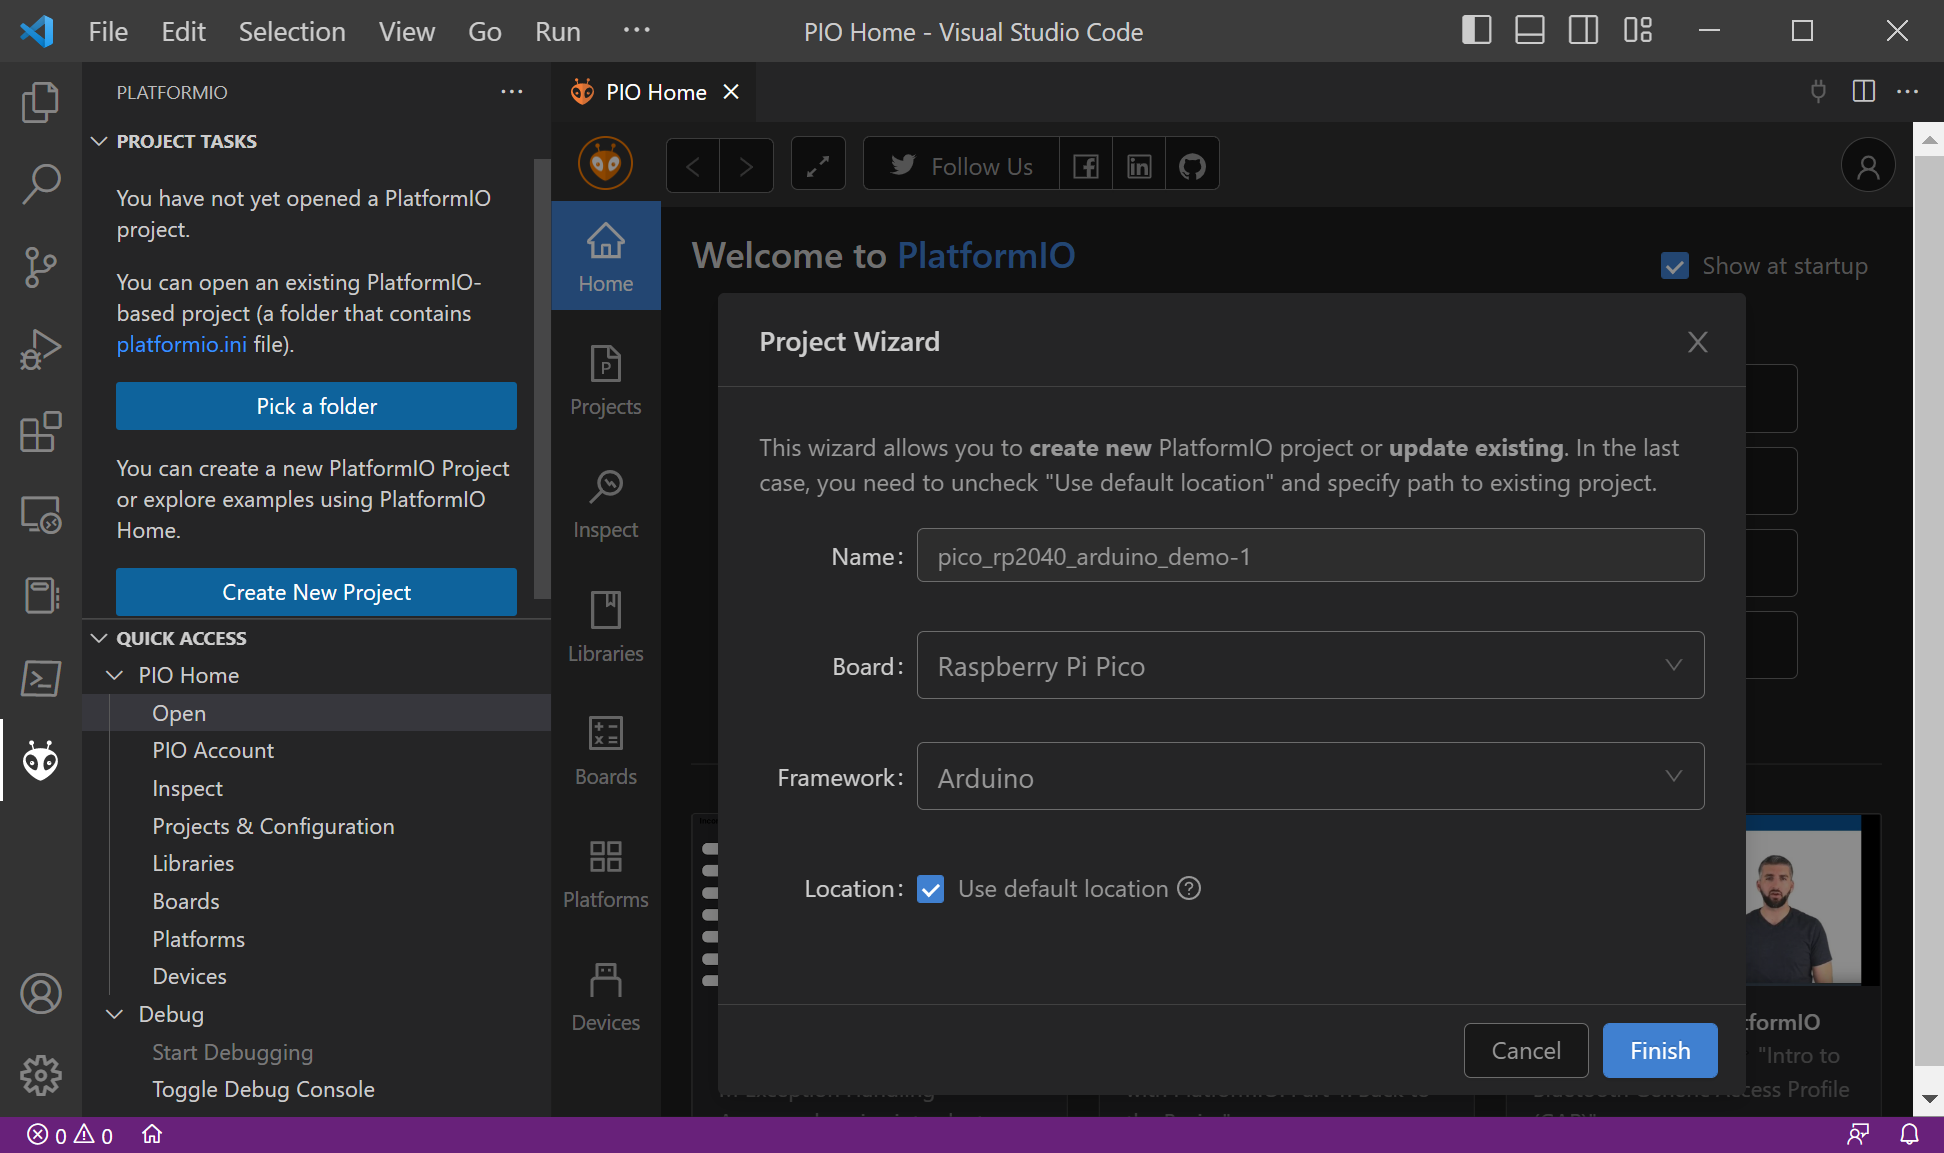 File Edit Selection View Go Run ··· PIO Home - Visual Studio Code
PLATFORMIO ···
PIO Home
PROJECT TASKS
You have not yet opened a PlatformIO
project.
You can open an existing PlatformIO-
based project (a folder that contains
platformio.ini file).
Pick a folder
You can create a new PlatformIO Project
or explore examples using PlatformIO
Home.
Create New Project
QUICK ACCESS
PIO Home
Open
PIO Account
Inspect
Projects & Configuration
Libraries
Boards
Platforms
Devices
Debug
Start Debugging
Toggle Debug Console
Follow Us
Home
Projects
Inspect
Libraries
Boards
Platforms
Devices
Welcome to PlatformIO
Show at startup
Project Wizard
This wizard allows you to create new PlatformIO project or update existing. In the last
case, you need to uncheck "Use default location" and specify path to existing project.
Name: pico_rp2040_arduino_demo-1
Board: Raspberry Pi Pico
Framework: Arduino
Location: Use default location
Cancel Finish
tformIO
"Intro to
ccess Profile
0 0